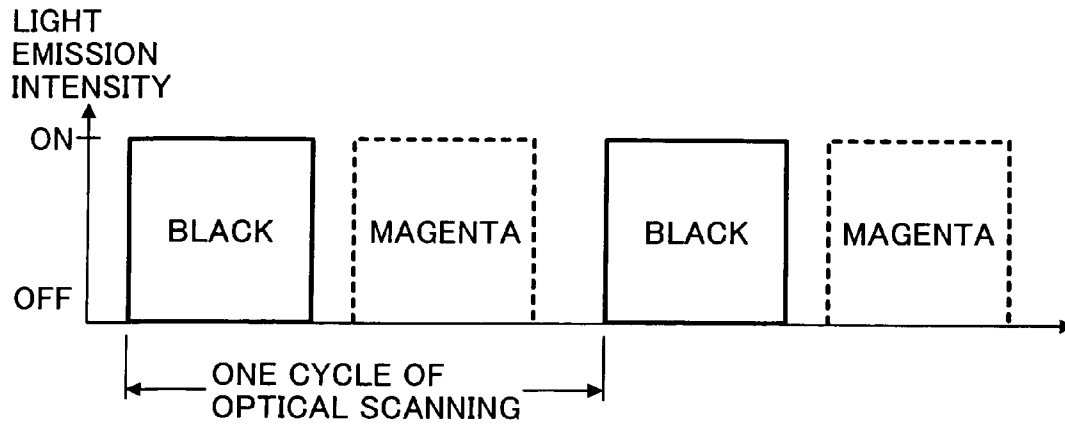 LIGHT
EMISSION
INTENSITY
ON
BLACK
MAGENTA
BLACK
MAGENTA
OFF
ONE CYCLE OF
OPTICAL SCANNING